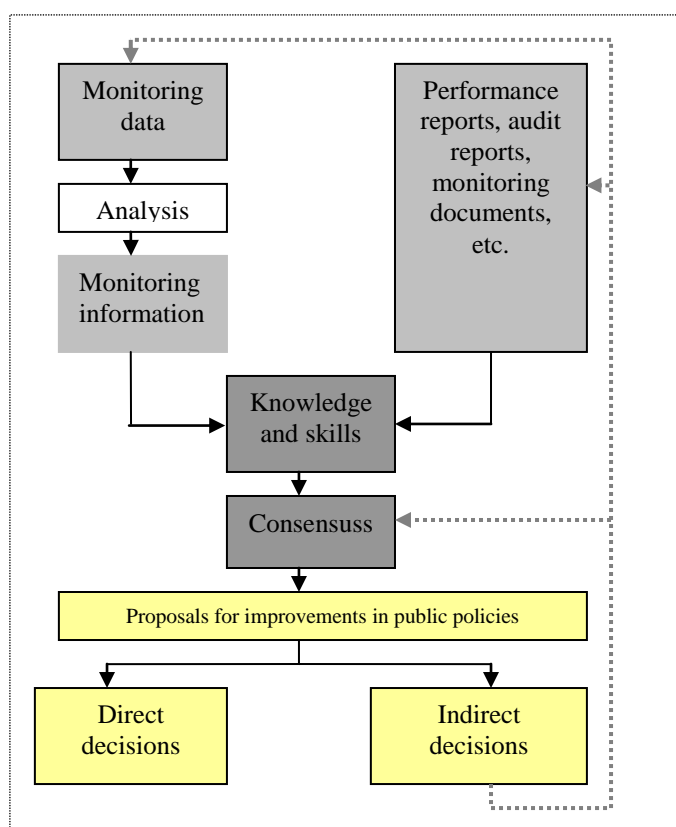 Monitoring
data
Performance
reports, audit
reports,
monitoring
documents,
etc.
Analysis
Monitoring
information
Knowledge
and skills
Consensuss
Proposals for improvements in public policies
Direct
decisions
Indirect
decisions